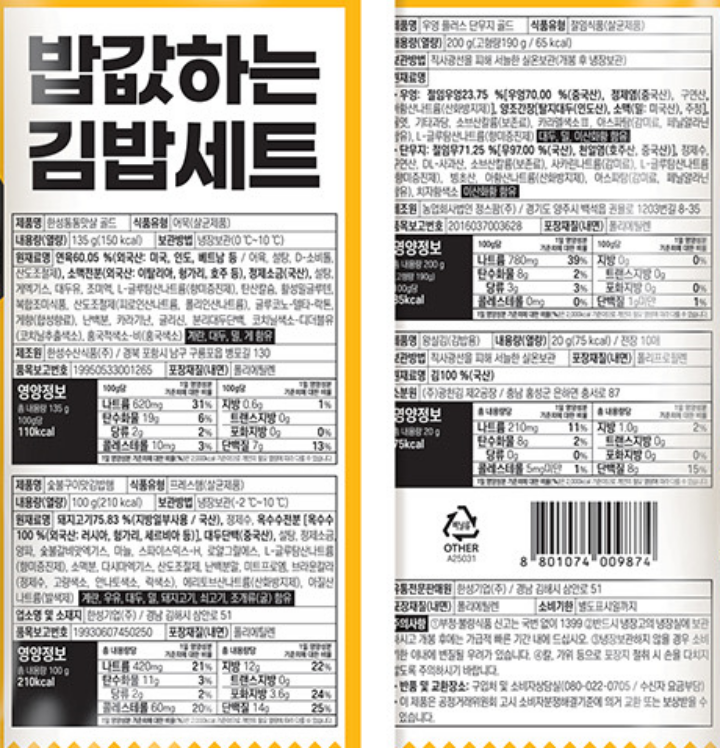 밥값하는
김밥세트
제품명 한성통통맛살 골드 식품유형 어묵(살균제품)
내용량(열량) 135 g(150 kcal) 보관방법 냉장보관(0℃~10℃)
원재료명 연육60.05 %(외국산: 미국, 인도, 베트남 등 / 어육, 설탕, D-소비톨,
산도조절제), 소맥전분(외국산: 이탈리아, 헝가리, 호주 등), 정제소금(국산), 설탕,
게엑기스, 대두유, 조미액, L-글루탐산나트륨(향미증진제), 탄산칼슘, 활성밀글루텐,
복합조미식품, 산도조절제(피로인산나트륨, 폴리인산나트륨), 글루코노-델타-락톤,
게향(합성향료), 난백분, 카라기난, 글리신, 분리대두단백, 코치닐색소-디더블유
(코치닐추출색소), 홍국적색소-비(홍국색소) 계란, 대두, 밀, 게 함유
제조원 한성수산식품(주) / 경북 포항시 남구 구룡포읍 병포길 130
품목보고번호 19950533001265 포장재질(내면) 폴리에틸렌
영양정보
총 내용량 135 g
100g당
110kcal
100g당 1일 영양성분 기준치에 대한 비율 100g당 1일 영양성분 기준치에 대한 비율
나트륨 620mg 31% 지방 0.6g 1%
탄수화물 19g 6% 트랜스지방 0g
당류 2g 2% 포화지방 0g 0%
콜레스테롤 10mg 3% 단백질 7g 13%
1일 영양성분 기준치에 대한 비율(%)은 2,000kcal 기준이므로 개인의 필요 열량에 따라 다를 수 있습니다.
제품명 숯불구이맛김밥햄 식품유형 프레스햄(살균제품)
내용량(열량) 100 g(210 kcal) 보관방법 냉장보관(-2℃~10℃)
원재료명 돼지고기75.83 %(지방일부사용 / 국산), 정제수, 옥수수전분 [옥수수
100 %(외국산: 러시아, 헝가리, 세르비아 등)], 대두단백(중국산), 설탕, 정제소금,
양파, 숯불갈비맛엑기스, 마늘, 스파이스믹스-H, 로얄그릴에스, L-글루탐산나트륨
(향미증진제), 소맥분, 다시마엑기스, 산도조절제, 난백분말, 미트프로엠, 브라운칼라
(정제수, 고량색소, 안나토색소, 락색소), 에리토브산나트륨(산화방지제), 아질산
나트륨(발색제) 계란, 우유, 대두, 밀, 돼지고기, 쇠고기, 조개류(굴) 함유
업소명 및 소재지 한성기업(주) / 경남 김해시 삼안로 51
품목보고번호 19930607450250 포장재질(내면) 폴리에틸렌
영양정보
총 내용량 100 g
210kcal
총 내용량당 1일 영양성분 기준치에 대한 비율 총 내용량당 1일 영양성분 기준치에 대한 비율
나트륨 420mg 21% 지방 12g 22%
탄수화물 11g 3% 트랜스지방 0g
당류 2g 2% 포화지방 3.6g 24%
콜레스테롤 60mg 20% 단백질 14g 25%
1일 영양성분 기준치에 대한 비율(%)은 2,000kcal 기준이므로 개인의 필요 열량에 따라 다를 수 있습니다.
제품명 우엉 플러스 단무지 골드 식품유형 절임식품(살균제품)
내용량(열량) 200 g(고형량190 g / 65 kcal)
보관방법 직사광선을 피해 서늘한 실온보관(개봉 후 냉장보관)
원재료명
· 우엉: 절임우엉23.75 %[우엉70.00 %(중국산), 정제염(중국산), 구연산,
아황산나트륨(산화방지제)], 양조간장[탈지대두(인도산), 소맥(밀: 미국산), 주정],
물엿, 기타과당, 소브산칼륨(보존료), 카라멜색소Ⅲ, 아스파탐(감미료, 페닐알라닌
함유), L-글루탐산나트륨(향미증진제) 대두, 밀, 이산화황 함유
· 단무지: 절임무71.25 %[무97.00 %(국산), 천일염(호주산, 중국산)], 정제수,
구연산, DL-사과산, 소브산칼륨(보존료), 사카린나트륨(감미료), L-글루탐산나트륨
(향미증진제), 빙초산, 아황산나트륨(산화방지제), 아스파탐(감미료, 페닐알라닌
함유), 치자황색소 이산화황 함유
제조원 농업회사법인 정스팜(주) / 경기도 양주시 백석읍 권율로 1203번길 8-35
품목보고번호 2016037003628 포장재질(내면) 폴리에틸렌
영양정보
총 내용량 200 g
(고형량 190g)
100g당
35kcal
100g당 1일 영양성분 기준치에 대한 비율 100g당 1일 영양성분 기준치에 대한 비율
나트륨 780mg 39% 지방 0g 0%
탄수화물 8g 2% 트랜스지방 0g
당류 3g 3% 포화지방 0g 0%
콜레스테롤 0mg 0% 단백질 1g미만 1%
제품명 왕실김(김밥용) 내용량(열량) 20 g(75 kcal) / 전장 10매
보관방법 직사광선을 피해 서늘한 실온보관 포장재질(내면) 폴리프로필렌
원재료명 김100 %(국산)
생산원 (주)광천김 제2공장 / 충남 홍성군 은하면 충서로 87
영양정보
총 내용량 20 g
75kcal
총 내용량당 1일 영양성분 기준치에 대한 비율 총 내용량당 1일 영양성분 기준치에 대한 비율
나트륨 210mg 11% 지방 1.0g 2%
탄수화물 8g 2% 트랜스지방 0g
당류 0g 0% 포화지방 0g 0%
콜레스테롤 5mg미만 1% 단백질 8g 15%
비닐류
OTHER
A25031
8 801074 009874
유통전문판매원 한성기업(주) / 경남 김해시 삼안로 51
포장재질(내면) 폴리에틸렌 소비기한 별도표시일까지
주의사항 ①부정·불량식품 신고는 국번 없이 1399 ②반드시 냉장고의 냉장실에 보관
하시고 개봉 후에는 가급적 빠른 기간 내에 드십시오. ③냉장보관하지 않을 경우 소비
기한 이내에 변질될 우려가 있습니다. ④칼, 가위 등으로 포장지 절취 시 손을 다치지
않도록 주의하시기 바랍니다.
· 반품 및 교환장소: 구입처 및 소비자상담실(080-022-0705 / 수신자 요금부담)
· 이 제품은 공정거래위원회 고시 소비자분쟁해결기준에 의거 교환 또는 보상받을 수
있습니다.